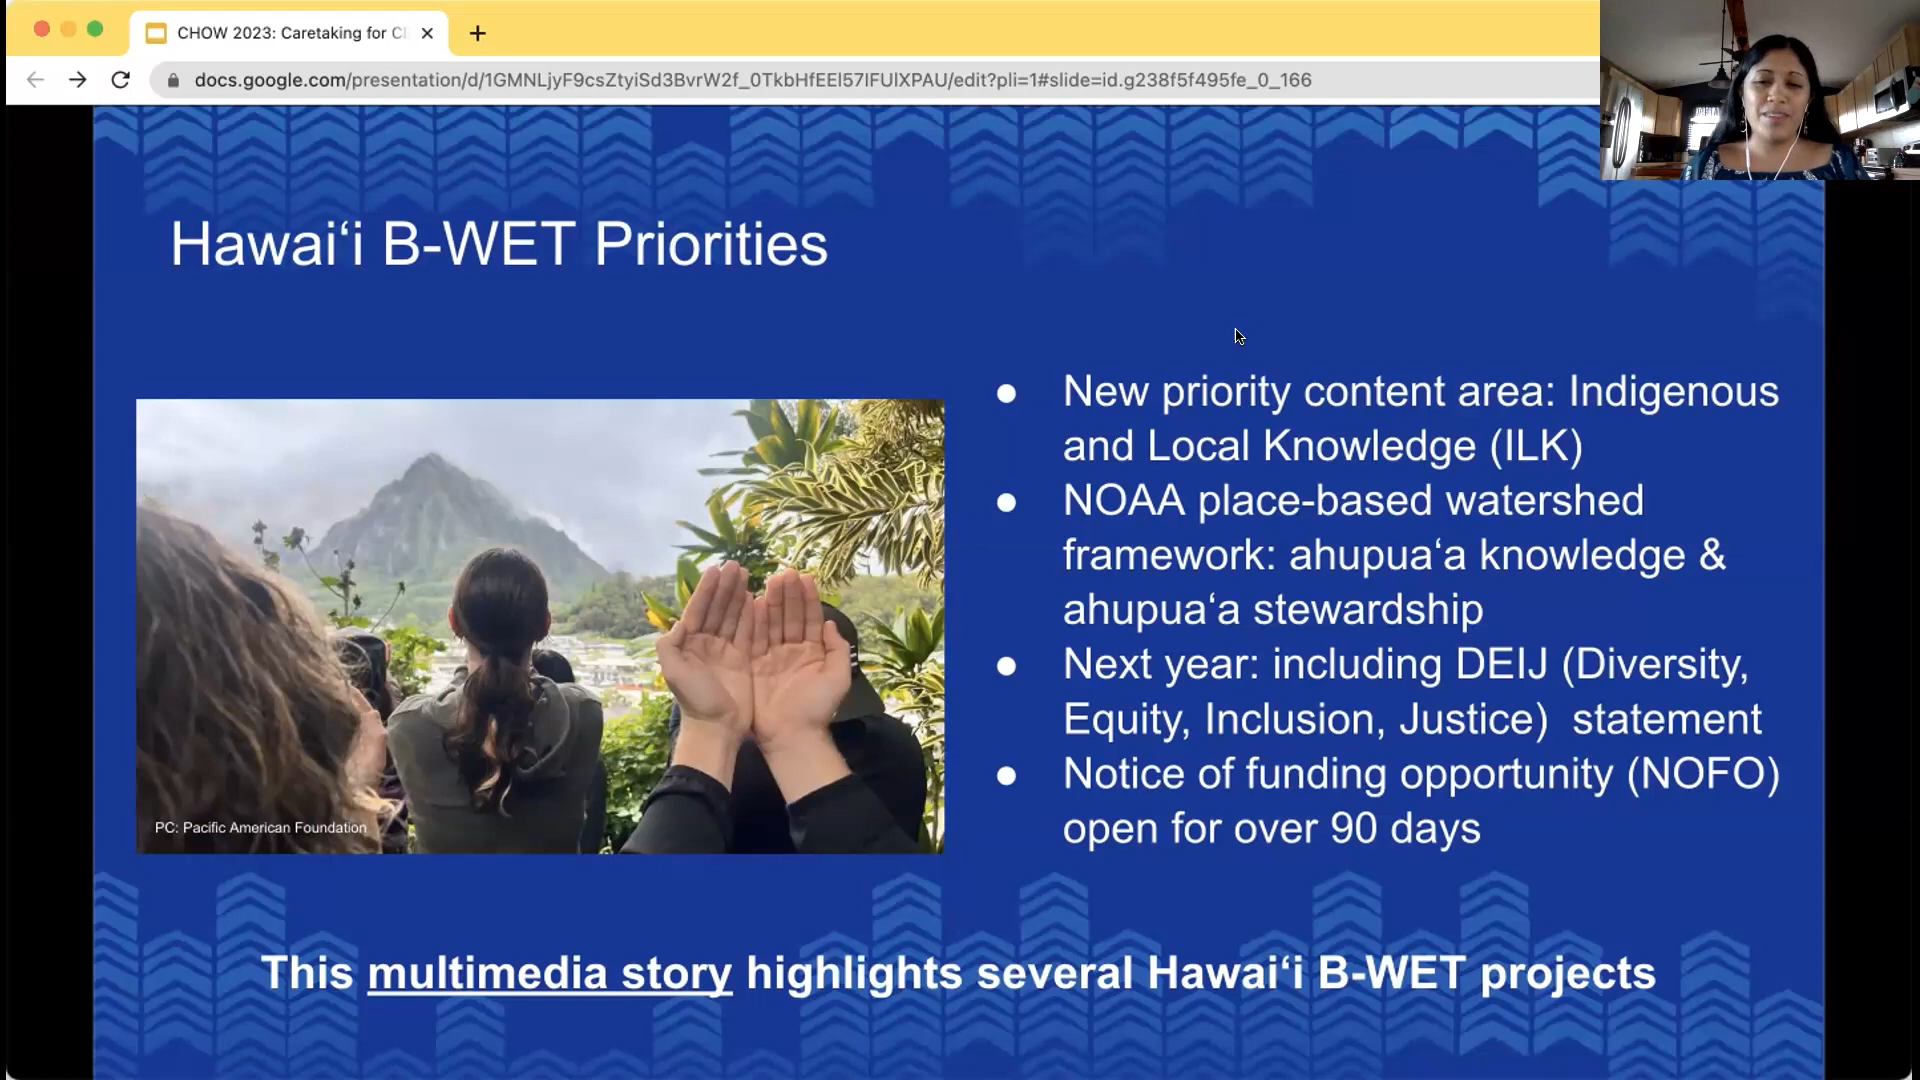 CHOW 2023: Caretaking for Cl
docs.google.com/presentation/d/1GMNLjyF9csZtyiSd3BvrW2f_0TkbHfEEl57lFUlXPAU/edit?pli=1#slide=id.g238f5f495fe_0_166
Hawaiʻi B-WET Priorities
● New priority content area: Indigenous
and Local Knowledge (ILK)
● NOAA place-based watershed
framework: ahupuaʻa knowledge &
ahupuaʻa stewardship
● Next year: including DEIJ (Diversity,
Equity, Inclusion, Justice) statement
● Notice of funding opportunity (NOFO)
open for over 90 days
PC: Pacific American Foundation
This multimedia story highlights several Hawaiʻi B-WET projects